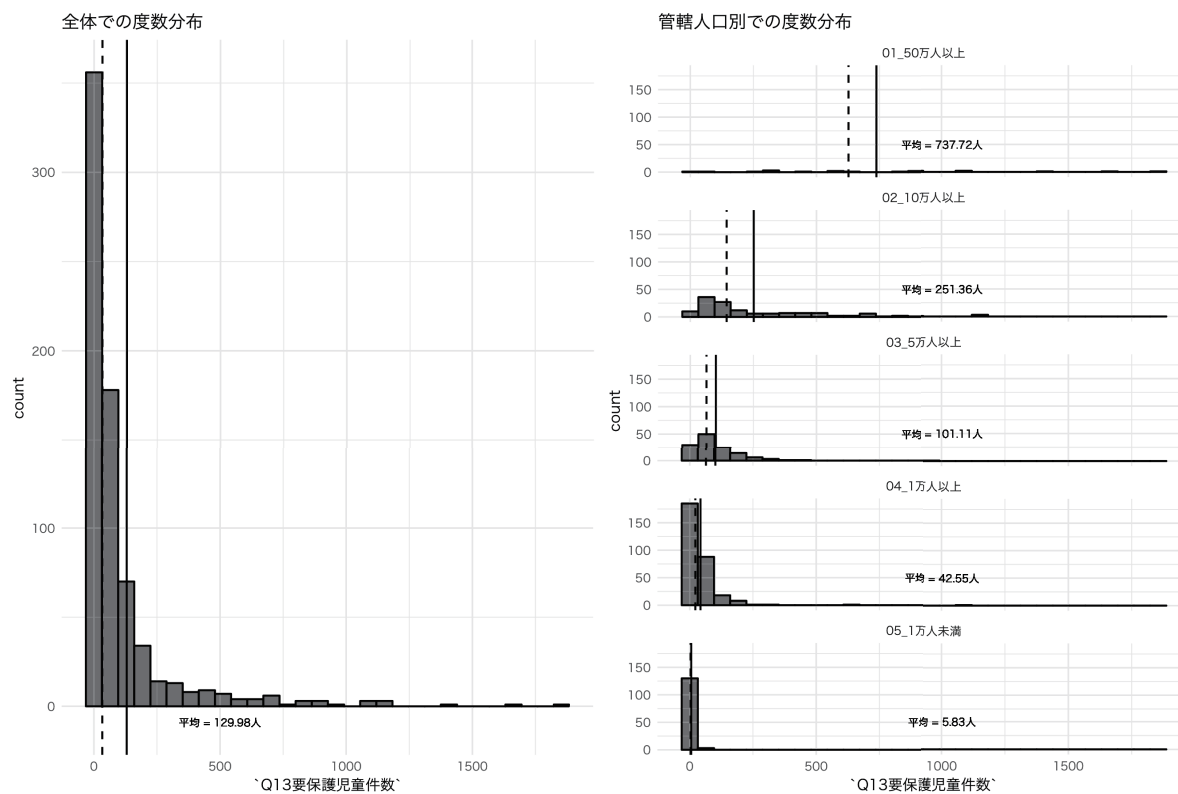 全体での度数分布
count
300
200
100
0
平均 = 129.98人
0 500 1000 1500
`Q13要保護児童件数`
管轄人口別での度数分布
count
01_50万人以上
150
100
50
0
平均 = 737.72人
02_10万人以上
150
100
50
0
平均 = 251.36人
03_5万人以上
150
100
50
0
平均 = 101.11人
04_1万人以上
150
100
50
0
平均 = 42.55人
05_1万人未満
150
100
50
0
平均 = 5.83人
0 500 1000 1500
`Q13要保護児童件数`